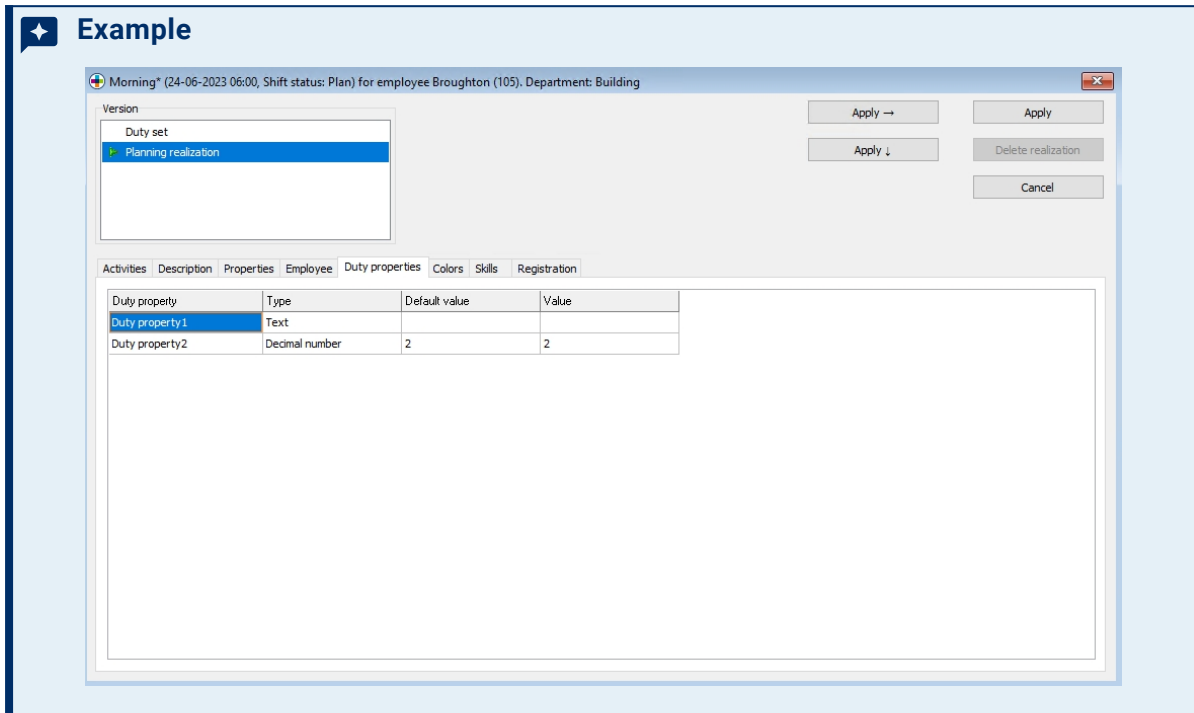 Example
Morning* (24-06-2023 06:00, Shift status: Plan) for employee Broughton (105). Department: Building
Version
Duty set
Planning realization
Apply → Apply
Apply ↓ Delete realization
Cancel
Activities Description Properties Employee Duty properties Colors Skills Registration
Duty property Type Default value Value
Duty property1 Text
Duty property2 Decimal number 2 2